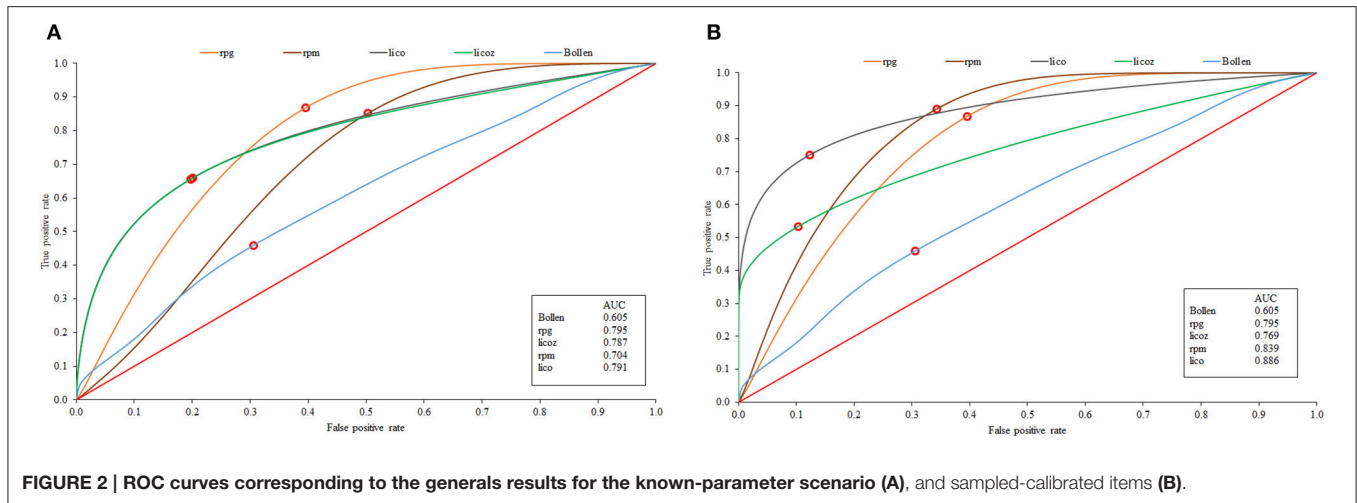 A
rpg rpm lico licoz Bollen
1.0
0.9
0.8
0.7
0.6
0.5
0.4
0.3
0.2
0.1
0.0
True positive rate
0.0 0.1 0.2 0.3 0.4 0.5 0.6 0.7 0.8 0.9 1.0
False positive rate
AUC
Bollen 0.605
rpg 0.795
licoz 0.787
rpm 0.704
lico 0.791
B
rpg rpm lico licoz Bollen
1.0
0.9
0.8
0.7
0.6
0.5
0.4
0.3
0.2
0.1
0.0
True positive rate
0.0 0.1 0.2 0.3 0.4 0.5 0.6 0.7 0.8 0.9 1.0
False positive rate
AUC
Bollen 0.605
rpg 0.795
licoz 0.769
rpm 0.839
lico 0.886
FIGURE 2 | ROC curves corresponding to the generals results for the known-parameter scenario (A), and sampled-calibrated items (B).